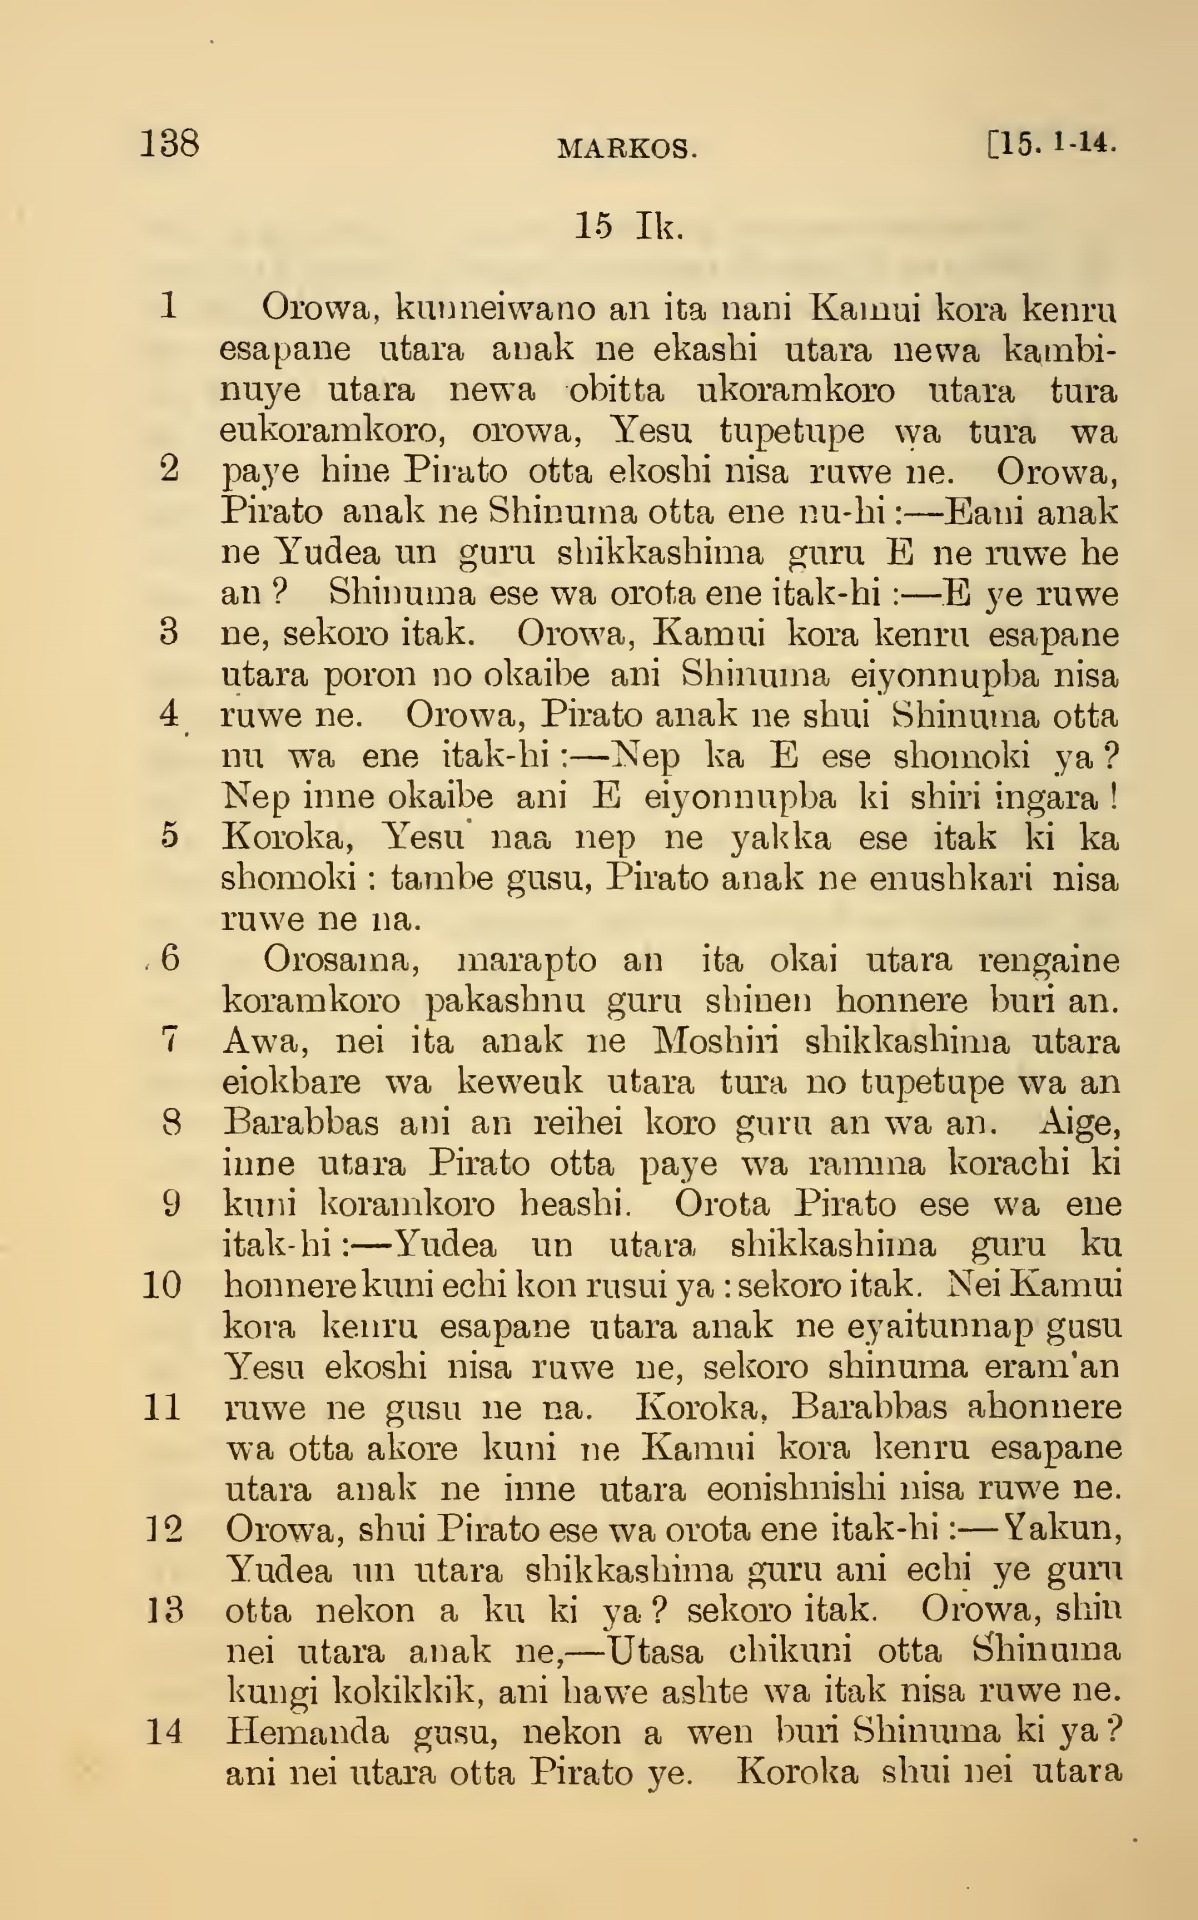 138 MARKOS. [15. 1-14.
15 Ik.
1 Orowa, kunneiwano an ita nani Kamui kora kenru
esapane utara anak ne ekashi utara newa kambi-
nuye utara newa obitta ukoramkoro utara tura
eukoramkoro, orowa, Yesu tupetupe wa tura wa
2 paye hine Pirato otta ekoshi nisa ruwe ne. Orowa,
Pirato anak ne Shinuma otta ene nu-hi :—Eani anak
ne Yudea un guru shikkashima guru E ne ruwe he
an ? Shinuma ese wa orota ene itak-hi :—E ye ruwe
3 ne, sekoro itak. Orowa, Kamui kora kenru esapane
utara poron no okaibe ani Shinuma eiyonnupba nisa
4 ruwe ne. Orowa, Pirato anak ne shui Shinuma otta
nu wa ene itak-hi :—Nep ka E ese shomoki ya ?
Nep inne okaibe ani E eiyonnupba ki shiri ingara !
5 Koroka, Yesu naa nep ne yakka ese itak ki ka
shomoki : tambe gusu, Pirato anak ne enushkari nisa
ruwe ne na.
6 Orosama, marapto an ita okai utara rengaine
koramkoro pakashnu guru shinen honnere buri an.
7 Awa, nei ita anak ne Moshiri shikkashima utara
eiokbare wa keweuk utara tura no tupetupe wa an
8 Barabbas ani an reihei koro guru an wa an. Aige,
inne utara Pirato otta paye wa ramma korachi ki
9 kuni koramkoro heashi. Orota Pirato ese wa ene
itak-hi :—Yudea un utara shikkashima guru ku
10 honnere kuni echi kon rusui ya : sekoro itak. Nei Kamui
kora kenru esapane utara anak ne eyaitunnap gusu
Yesu ekoshi nisa ruwe ne, sekoro shinuma eram'an
11 ruwe ne gusu ne na. Koroka, Barabbas ahonnere
wa otta akore kuni ne Kamui kora kenru esapane
utara anak ne inne utara eonishnishi nisa ruwe ne.
12 Orowa, shui Pirato ese wa orota ene itak-hi :—Yakun,
Yudea un utara shikkashima guru ani echi ye guru
13 otta nekon a ku ki ya ? sekoro itak. Orowa, shui
nei utara anak ne,—Utasa chikuni otta Shinuma
kungi kokikkik, ani hawe ashte wa itak nisa ruwe ne.
14 Hemanda gusu, nekon a wen buri Shinuma ki ya ?
ani nei utara otta Pirato ye. Koroka shui nei utara